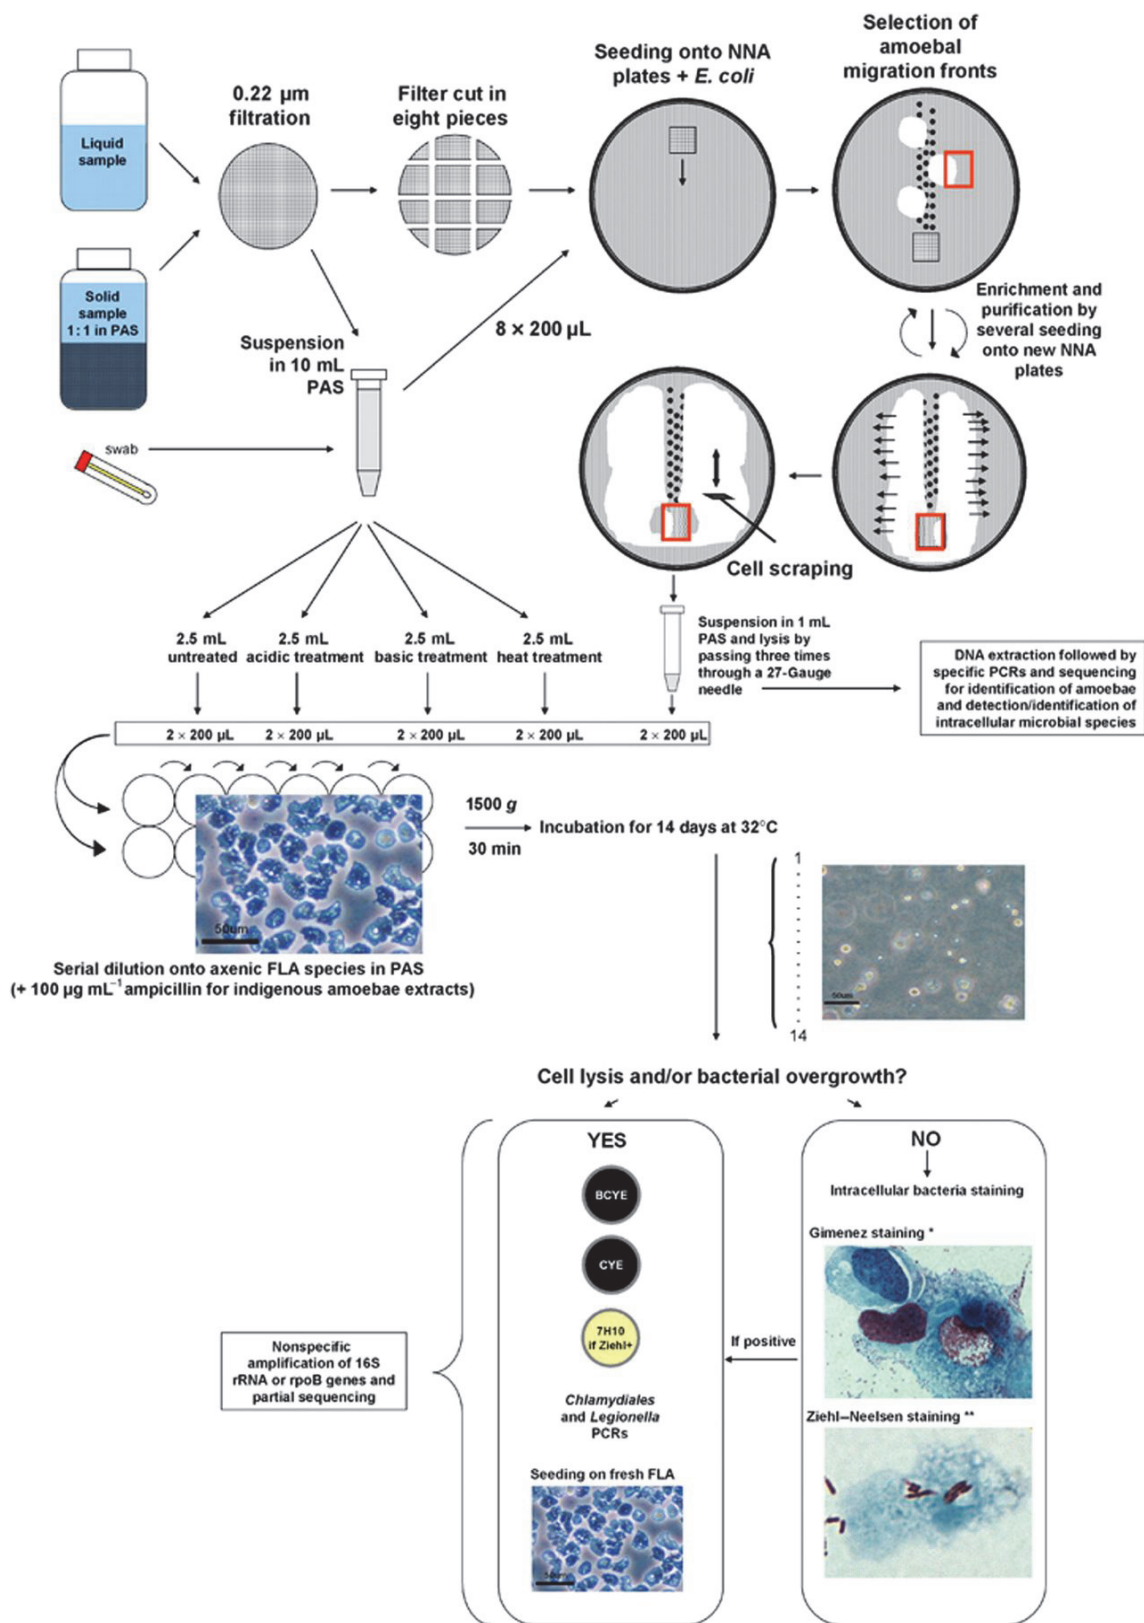 Liquid
sample
0.22 µm
filtration
Filter cut in
eight pieces
Seeding onto NNA
plates + E. coli
Selection of
amoebal
migration fronts
Solid
sample
1 : 1 in PAS
Suspension
in 10 mL
PAS
8 × 200 µL
Enrichment and
purification by
several seeding
onto new NNA
plates
swab
Cell scraping
2.5 mL
untreated
2.5 mL
acidic treatment
2.5 mL
basic treatment
2.5 mL
heat treatment
Suspension in 1 mL
PAS and lysis by
passing three times
through a 27-Gauge
needle
DNA extraction followed by
specific PCRs and sequencing
for identification of amoebae
and detection/identification of
intracellular microbial species
2 × 200 µL 2 × 200 µL 2 × 200 µL 2 × 200 µL 2 × 200 µL
1500 g
30 min
Incubation for 14 days at 32°C
50um
Serial dilution onto axenic FLA species in PAS
(+ 100 µg mL⁻¹ ampicillin for indigenous amoebae extracts)
1
50um
14
Cell lysis and/or bacterial overgrowth?
YES
BCYE
CYE
7H10
if Ziehl+
Chlamydiales
and Legionella
PCRs
Seeding on fresh FLA
50um
NO
Intracellular bacteria staining
Gimenez staining *
If positive
Ziehl–Neelsen staining **
Nonspecific
amplification of 16S
rRNA or rpoB genes and
partial sequencing